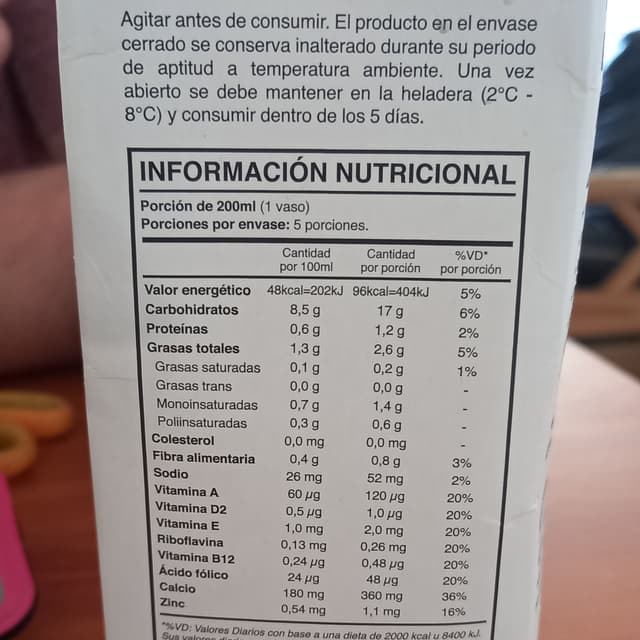 Agitar antes de consumir. El producto en el envase
cerrado se conserva inalterado durante su periodo
de aptitud a temperatura ambiente. Una vez
abierto se debe mantener en la heladera (2°C -
8°C) y consumir dentro de los 5 días.
INFORMACIÓN NUTRICIONAL
Porción de 200ml (1 vaso)
Porciones por envase: 5 porciones.
Cantidad Cantidad %VD*
por 100ml por porción por porción
Valor energético 48kcal=202kJ 96kcal=404kJ 5%
Carbohidratos 8,5 g 17 g 6%
Proteínas 0,6 g 1,2 g 2%
Grasas totales 1,3 g 2,6 g 5%
Grasas saturadas 0,1 g 0,2 g 1%
Grasas trans 0,0 g 0,0 g -
Monoinsaturadas 0,7 g 1,4 g -
Poliinsaturadas 0,3 g 0,6 g -
Colesterol 0,0 mg 0,0 mg -
Fibra alimentaria 0,4 g 0,8 g 3%
Sodio 26 mg 52 mg 2%
Vitamina A 60 µg 120 µg 20%
Vitamina D2 0,5 µg 1,0 µg 20%
Vitamina E 1,0 mg 2,0 mg 20%
Riboflavina 0,13 mg 0,26 mg 20%
Vitamina B12 0,24 µg 0,48 µg 20%
Ácido fólico 24 µg 48 µg 20%
Calcio 180 mg 360 mg 36%
Zinc 0,54 mg 1,1 mg 16%
*%VD: Valores Diarios con base a una dieta de 2000 kcal u 8400 kJ.
Sus valores